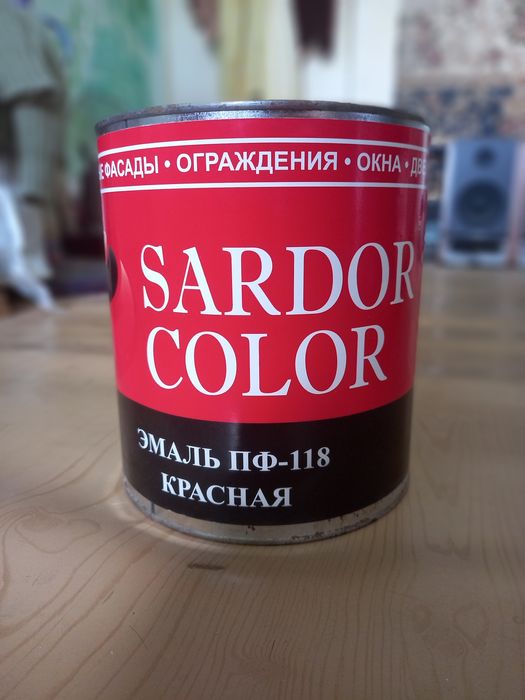 ФАСАДЫ • ОГРАЖДЕНИЯ • ОКНА •
SARDOR
COLOR
ЭМАЛЬ ПФ-118
КРАСНАЯ